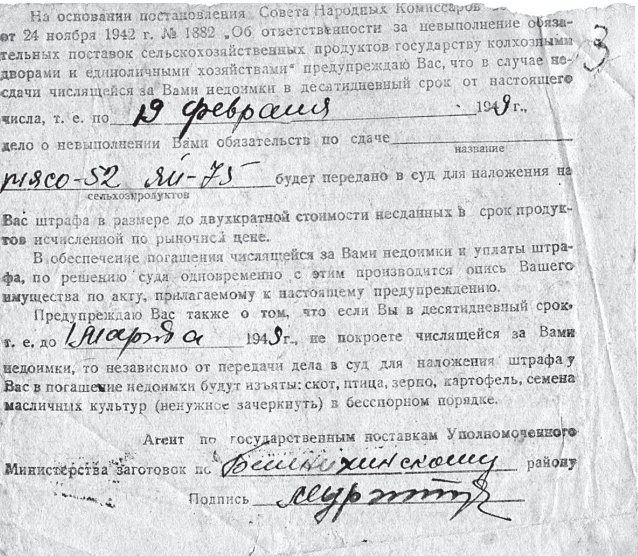 На основании постановления Совета Народных Комиссаров
от 24 ноября 1942 г. № 1882 „Об ответственности за невыполнение обяза-
тельных поставок сельскохозяйственных продуктов государству колхозными
дворами и единоличными хозяйствами" предупреждаю Вас, что в случае не-
сдачи числящейся за Вами недоимки в десятидневный срок от настоящего
числа, т. е. по 19 февраля 1949г.,
дело о невыполнении Вами обязательств по сдаче
название
мясо-52 яй-75 будет передано в суд для наложения на
сельхозпродуктов
Вас штрафа в размере до двухкратной стоимости несданных в срок продук-
тов исчисленной по рыночной цене.
В обеспечение погашения числящейся за Вами недоимки и уплаты штра-
фа, по решению суда одновременно с этим производится опись Вашего
имущества по акту, прилагаемому к настоящему предупреждению.
Предупреждаю Вас также о том, что если Вы в десятидневный срок
т. е. до 1 марта 1949г., не покроете числящейся за Вами
недоимки, то независимо от передачи дела в суд для наложения штрафа у
Вас в погашение недоимки будут изъяты: скот, птица, зерно, картофель, семена
масличных культур (ненужное зачеркнуть) в бесспорном порядке.
Агент по государственным поставкам Уполномоченного
Министерства заготовок по району
Подпись
3